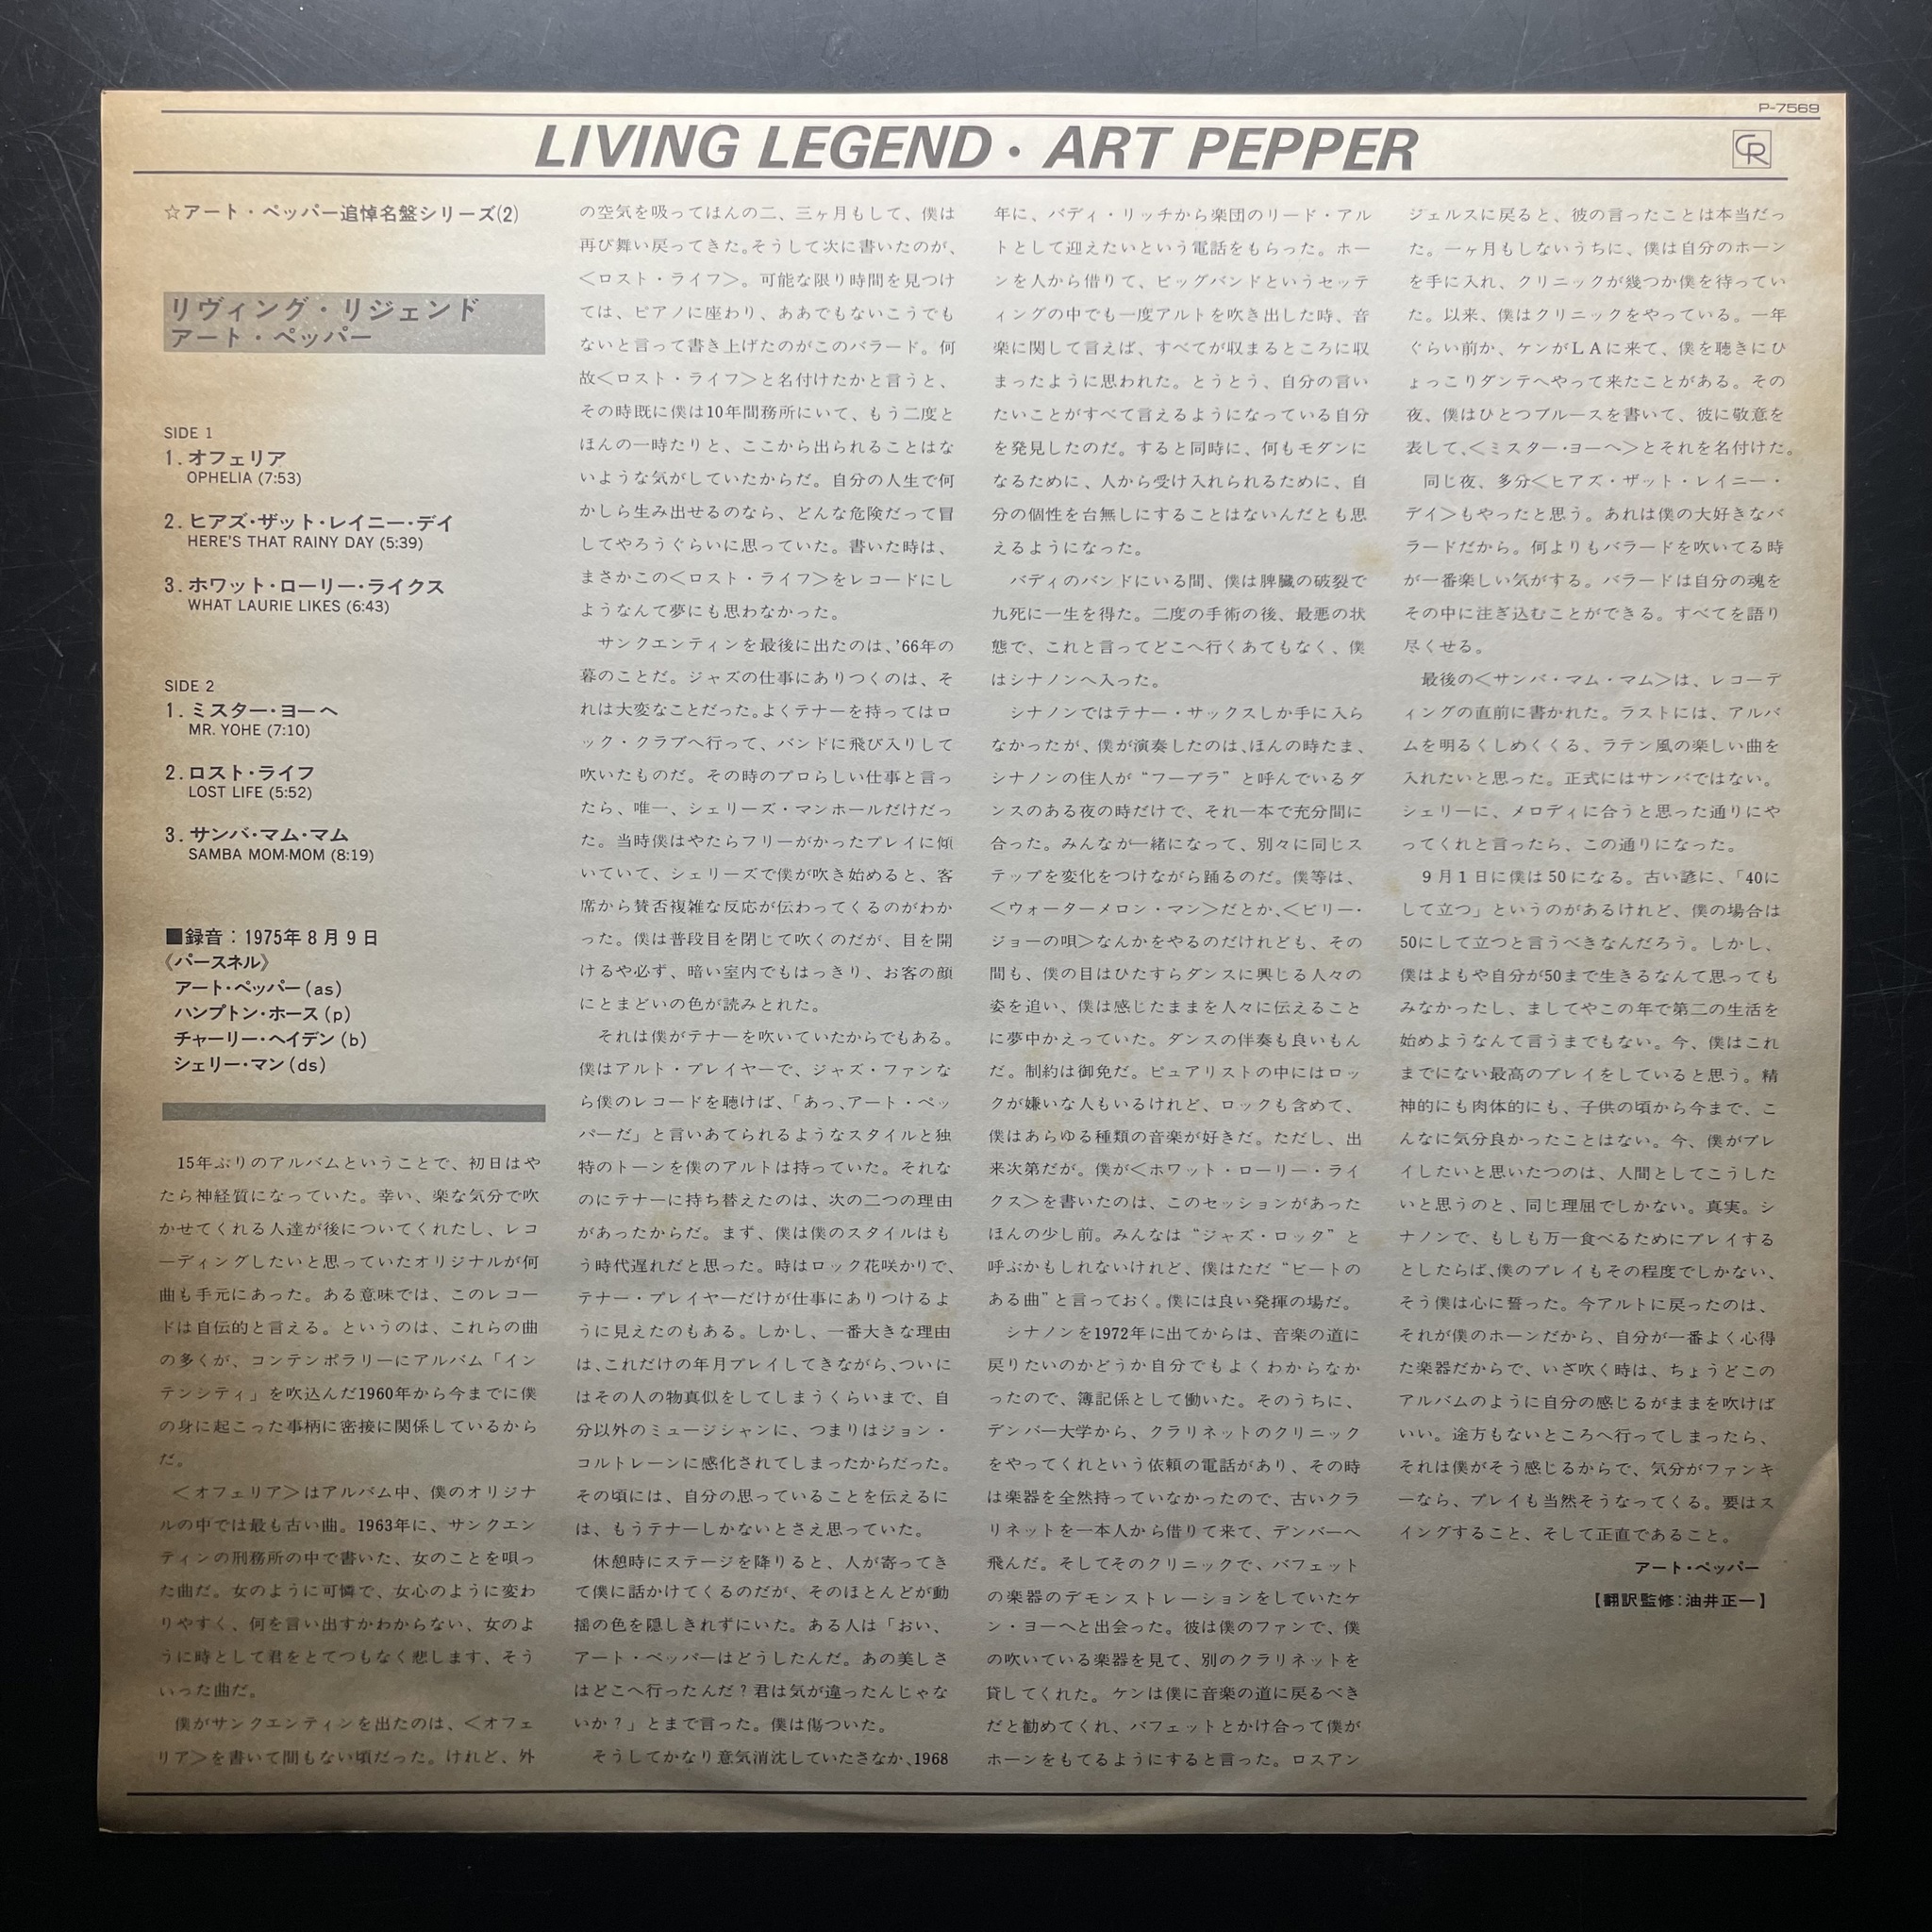 P-7569
LIVING LEGEND・ART PEPPER
CR
☆アート・ペッパー追悼名盤シリーズ(2)
リヴィング・リジェンド
アート・ペッパー
SIDE 1
1. オフェリア
OPHELIA (7:53)
2. ヒアズ・ザット・レイニー・デイ
HERE'S THAT RAINY DAY (5:39)
3. ホワット・ローリー・ライクス
WHAT LAURIE LIKES (6:43)
SIDE 2
1. ミスター・ヨーへ
MR. YOHE (7:10)
2. ロスト・ライフ
LOST LIFE (5:52)
3. サンバ・マム・マム
SAMBA MOM-MOM (8:19)
■録音：1975年8月9日
《パースネル》
アート・ペッパー(as)
ハンプトン・ホース(p)
チャーリー・ヘイデン(b)
シェリー・マン(ds)
15年ぶりのアルバムということで、初日はや
たら神経質になっていた。幸い、楽な気分で吹
かせてくれる人達が後についてくれたし、レコ
ーディングしたいと思っていたオリジナルが何
曲も手元にあった。ある意味では、このレコー
ドは自伝的と言える。というのは、これらの曲
の多くが、コンテンポラリーにアルバム「イン
テンシティ」を吹込んだ1960年から今までに僕
の身に起こった事柄に密接に関係しているから
だ。
＜オフェリア＞はアルバム中、僕のオリジナ
ルの中では最も古い曲。1963年に、サンクエン
ティンの刑務所の中で書いた、女のことを唄っ
た曲だ。女のように可憐で、女心のように変わ
りやすく、何を言い出すかわからない、女のよ
うに時として君をとてつもなく悲します、そう
いった曲だ。
僕がサンクエンティンを出たのは、＜オフェ
リア＞を書いて間もない頃だった。けれど、外
の空気を吸ってほんの二、三ヶ月もして、僕は
再び舞い戻ってきた。そうして次に書いたのが、
＜ロスト・ライフ＞。可能な限り時間を見つけ
ては、ピアノに座わり、ああでもないこうでも
ないと言って書き上げたのがこのバラード。何
故＜ロスト・ライフ＞と名付けたかと言うと、
その時既に僕は10年間務所にいて、もう二度と
ほんの一時たりと、ここから出られることはな
いような気がしていたからだ。自分の人生で何
かしら生み出せるのなら、どんな危険だって冒
してやろうぐらいに思っていた。書いた時は、
まさかこの＜ロスト・ライフ＞をレコードにし
ようなんて夢にも思わなかった。
サンクエンティンを最後に出たのは、'66年の
暮のことだ。ジャズの仕事にありつくのは、そ
れは大変なことだった。よくテナーを持ってはロ
ック・クラブへ行って、バンドに飛び入りして
吹いたものだ。その時のプロらしい仕事と言っ
たら、唯一、シェリーズ・マンホールだけだっ
た。当時僕はやたらフリーがかったプレイに傾
いていて、シェリーズで僕が吹き始めると、客
席から賛否複雑な反応が伝わってくるのがわか
った。僕は普段目を閉じて吹くのだが、目を開
けるや必ず、暗い室内でもはっきり、お客の顔
にとまどいの色が読みとれた。
それは僕がテナーを吹いていたからでもある。
僕はアルト・プレイヤーで、ジャズ・ファンな
ら僕のレコードを聴けば、「あっ、アート・ペッ
パーだ」と言いあてられるようなスタイルと独
特のトーンを僕のアルトは持っていた。それな
のにテナーに持ち替えたのは、次の二つの理由
があったからだ。まず、僕は僕のスタイルはも
う時代遅れだと思った。時はロック花咲かりで、
テナー・プレイヤーだけが仕事にありつけるよ
うに見えたのもある。しかし、一番大きな理由
は、これだけの年月プレイしてきながら、ついに
はその人の物真似をしてしまうくらいまで、自
分以外のミュージシャンに、つまりはジョン・
コルトレーンに感化されてしまったからだった。
その頃には、自分の思っていることを伝えるに
は、もうテナーしかないとさえ思っていた。
休憩時にステージを降りると、人が寄ってき
て僕に話かけてくるのだが、そのほとんどが動
揺の色を隠しきれずにいた。ある人は「おい、
アート・ペッパーはどうしたんだ。あの美しさ
はどこへ行ったんだ？君は気が違ったんじゃな
いか？」とまで言った。僕は傷ついた。
そうしてかなり意気消沈していたさなか、1968
年に、バディ・リッチから楽団のリード・アル
トとして迎えたいという電話をもらった。ホー
ンを人から借りて、ビッグバンドというセッテ
ィングの中でも一度アルトを吹き出した時、音
楽に関して言えば、すべてが収まるところに収
まったように思われた。とうとう、自分の言い
たいことがすべて言えるようになっている自分
を発見したのだ。すると同時に、何もモダンに
なるために、人から受け入れられるために、自
分の個性を台無しにすることはないんだとも思
えるようになった。
バディのバンドにいる間、僕は脾臓の破裂で
九死に一生を得た。二度の手術の後、最悪の状
態で、これと言ってどこへ行くあてもなく、僕
はシナノンへ入った。
シナノンではテナー・サックスしか手に入ら
なかったが、僕が演奏したのは、ほんの時たま、
シナノンの住人が“フープラ”と呼んでいるダ
ンスのある夜の時だけで、それ一本で充分間に
合った。みんなが一緒になって、別々に同じス
テップを変化をつけながら踊るのだ。僕等は、
＜ウォーターメロン・マン＞だとか、＜ビリー・
ジョーの唄＞なんかをやるのだけれども、その
間も、僕の目はひたすらダンスに興じる人々の
姿を追い、僕は感じたままを人々に伝えること
に夢中かえっていた。ダンスの伴奏も良いもん
だ。制約は御免だ。ピュアリストの中にはロッ
クが嫌いな人もいるけれど、ロックも含めて、
僕はあらゆる種類の音楽が好きだ。ただし、出
来次第だが。僕が＜ホワット・ローリー・ライ
クス＞を書いたのは、このセッションがあった
ほんの少し前。みんなは“ジャズ・ロック”と
呼ぶかもしれないけれど、僕はただ“ビートの
ある曲”と言っておく。僕には良い発揮の場だ。
シナノンを1972年に出てからは、音楽の道に
戻りたいのかどうか自分でもよくわからなか
ったので、簿記係として働いた。そのうちに、
デンバー大学から、クラリネットのクリニック
をやってくれという依頼の電話があり、その時
は楽器を全然持っていなかったので、古いクラ
リネットを一本人から借りて来て、デンバーへ
飛んだ。そしてそのクリニックで、バフェット
の楽器のデモンストレーションをしていたケ
ン・ヨーへと出会った。彼は僕のファンで、僕
の吹いている楽器を見て、別のクラリネットを
貸してくれた。ケンは僕に音楽の道に戻るべき
だと勧めてくれ、バフェットとかけ合って僕が
ホーンをもてるようにすると言った。ロスアン
ジェルスに戻ると、彼の言ったことは本当だっ
た。一ヶ月もしないうちに、僕は自分のホーン
を手に入れ、クリニックが幾つか僕を待ってい
た。以来、僕はクリニックをやっている。一年
ぐらい前か、ケンがLAに来て、僕を聴きにひ
ょっこりダンテへやって来たことがある。その
夜、僕はひとつブルースを書いて、彼に敬意を
表して、＜ミスター・ヨーへ＞とそれを名付けた。
同じ夜、多分＜ヒアズ・ザット・レイニー・
デイ＞もやったと思う。あれは僕の大好きなバ
ラードだから。何よりもバラードを吹いてる時
が一番楽しい気がする。バラードは自分の魂を
その中に注ぎ込むことができる。すべてを語り
尽くせる。
最後の＜サンバ・マム・マム＞は、レコーデ
ィングの直前に書かれた。ラストには、アルバ
ムを明るくしめくくる、ラテン風の楽しい曲を
入れたいと思った。正式にはサンバではない。
シェリーに、メロディに合うと思った通りにや
ってくれと言ったら、この通りになった。
9月1日に僕は50になる。古い諺に、「40に
して立つ」というのがあるけれど、僕の場合は
50にして立つと言うべきなんだろう。しかし、
僕はよもや自分が50まで生きるなんて思っても
みなかったし、ましてやこの年で第二の生活を
始めようなんて言うまでもない。今、僕はこれ
までにない最高のプレイをしていると思う。精
神的にも肉体的にも、子供の頃から今まで、こ
んなに気分良かったことはない。今、僕がプレ
イしたいと思いたつのは、人間としてこうした
いと思うのと、同じ理屈でしかない。真実。シ
ナノンで、もしも万一食べるためにプレイする
としたらば、僕のプレイもその程度でしかない、
そう僕は心に誓った。今アルトに戻ったのは、
それが僕のホーンだから、自分が一番よく心得
た楽器だからで、いざ吹く時は、ちょうどこの
アルバムのように自分の感じるがままを吹けば
いい。途方もないところへ行ってしまったら、
それは僕がそう感じるからで、気分がファンキ
ーなら、プレイも当然そうなってくる。要はス
イングすること、そして正直であること。
アート・ペッパー
【翻訳監修：油井正一】